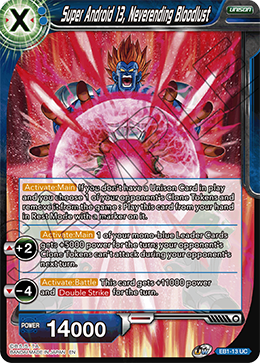 X
Super Android 13, Neverending Bloodlust
UNISON
Activate:Main If you don't have a Unison Card in play
and you choose 1 of your opponent's Clone Tokens and
remove it from the game : Play this card from your hand
in Rest Mode with a marker on it.
+2 Activate:Main 1 of your mono-blue Leader Cards
gets +5000 power for the turn, your opponent's
Clone Tokens can't attack during your opponent's
next turn.
-4 Activate:Battle This card gets +11000 power
and Double Strike for the turn.
POWER 14000
EB1-13 UC